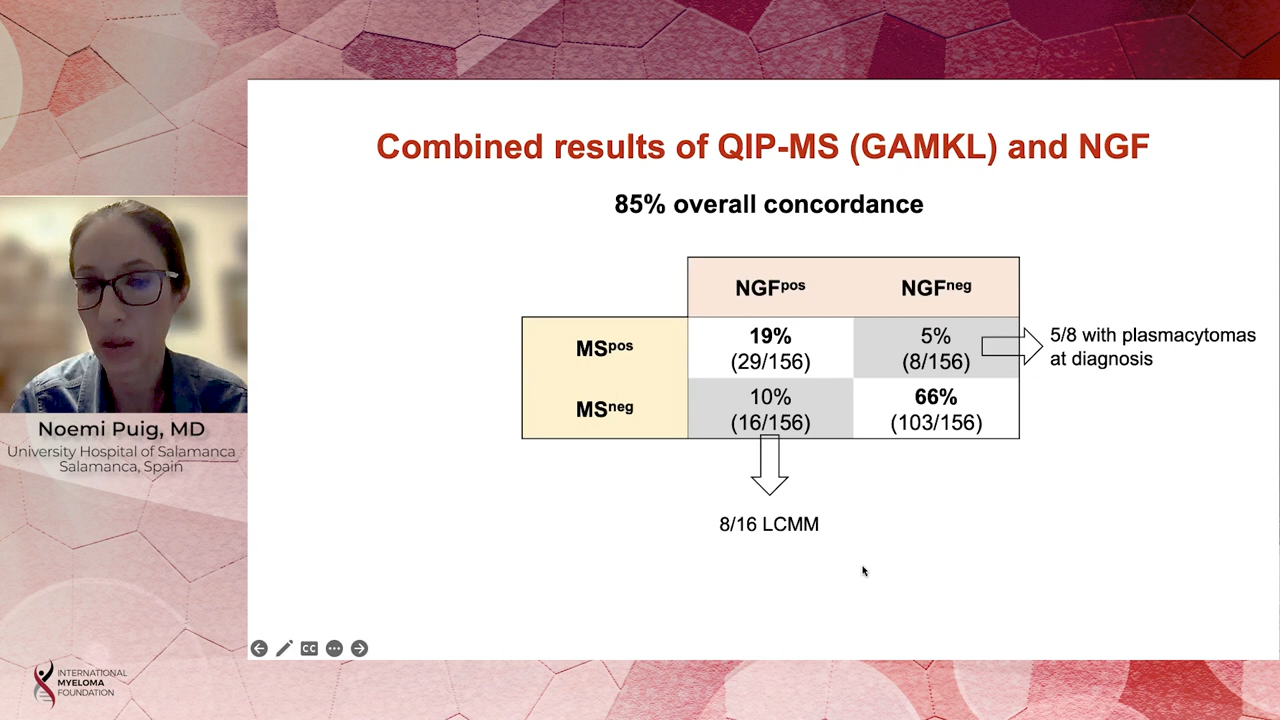 Combined results of QIP-MS (GAMKL) and NGF
85% overall concordance
NGFpos
NGFneg
MSpos
19%
(29/156)
5%
(8/156)
5/8 with plasmacytomas
at diagnosis
MSneg
10%
(16/156)
66%
(103/156)
8/16 LCMM
Noemi Puig, MD
University Hospital of Salamanca
Salamanca, Spain
CC
INTERNATIONAL
MYELOMA
FOUNDATION